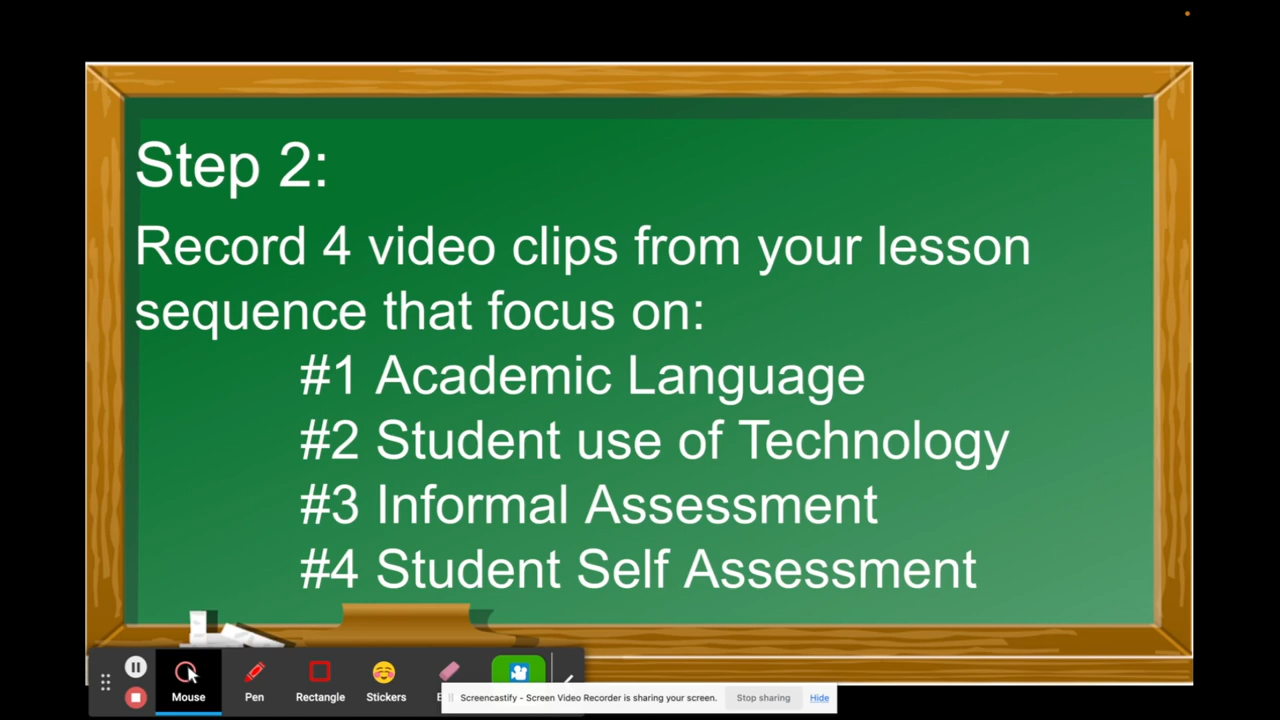 Step 2:
Record 4 video clips from your lesson
sequence that focus on:
#1 Academic Language
#2 Student use of Technology
#3 Informal Assessment
#4 Student Self Assessment
Mouse
Pen
Rectangle
Stickers
Screencastify - Screen Video Recorder is sharing your screen.
Stop sharing
Hide